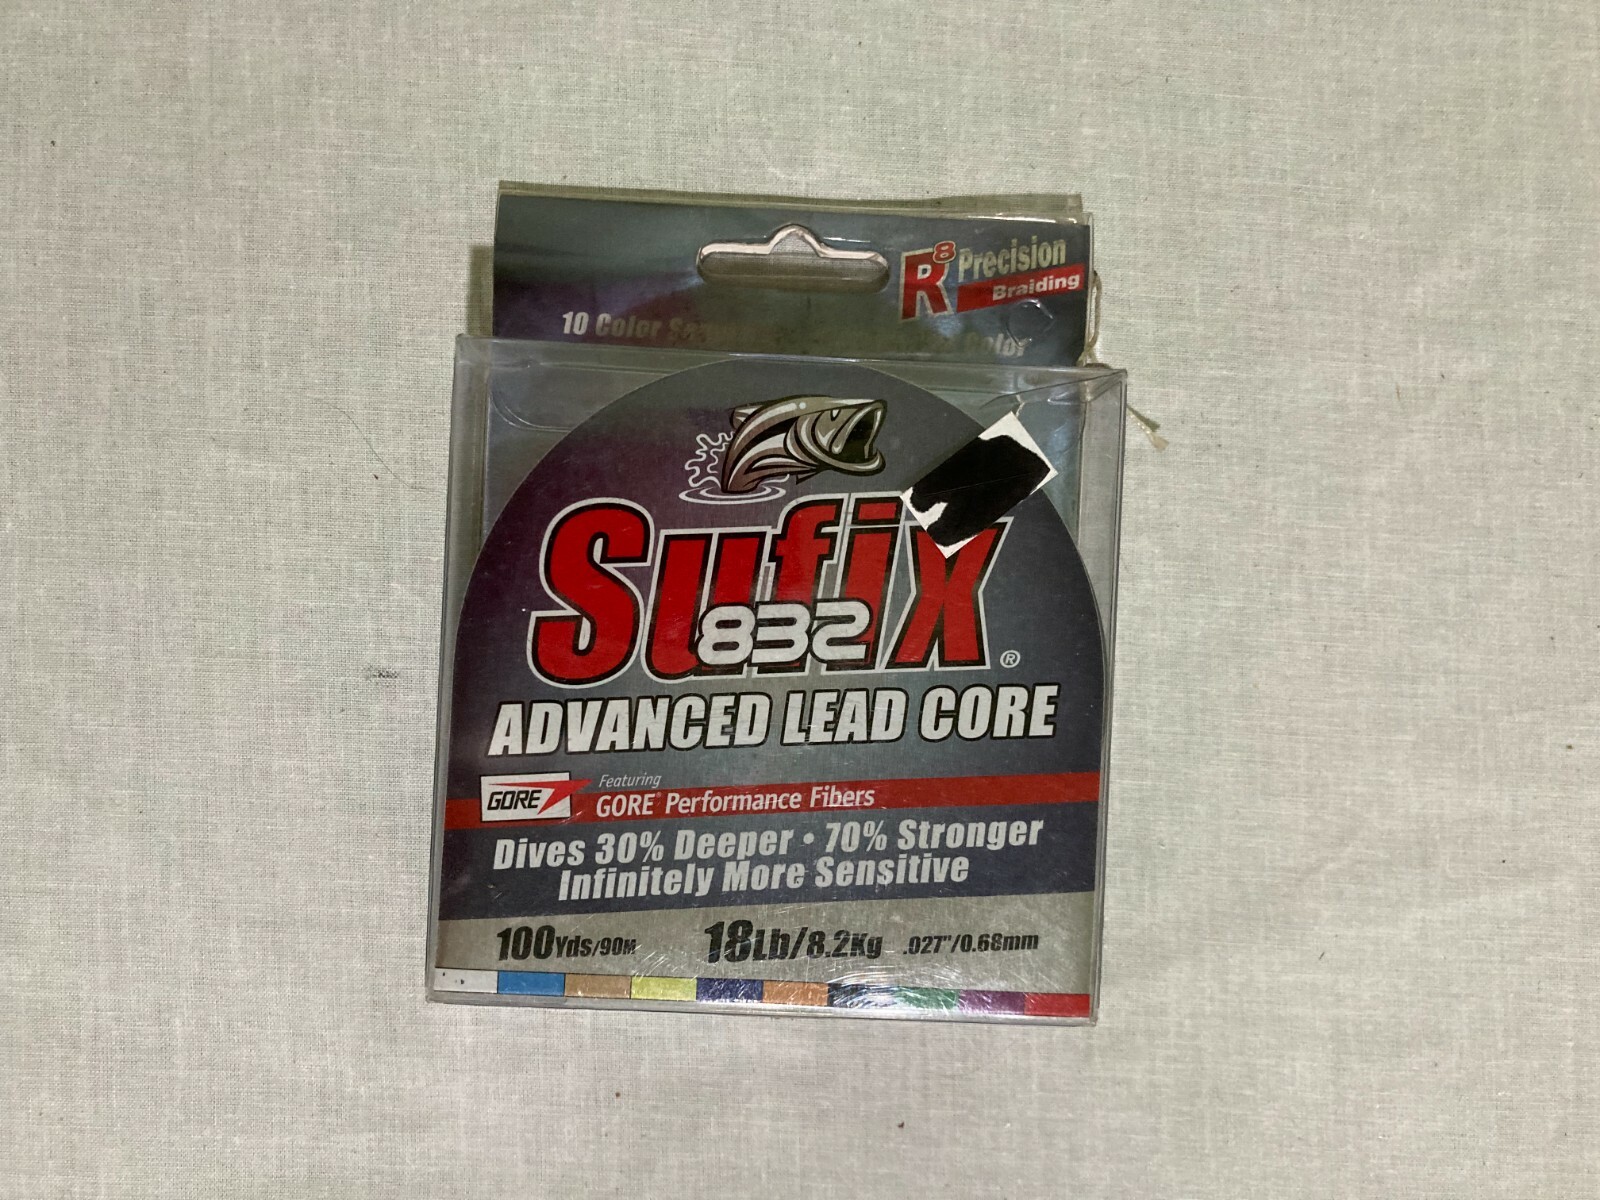 R8 Precision
Braiding
10 Color Color
Sufix
832
®
ADVANCED LEAD CORE
GORE
Featuring
GORE® Performance Fibers
Dives 30% Deeper • 70% Stronger
Infinitely More Sensitive
100Yds/90M 18Lb/8.2Kg .027"/0.68mm